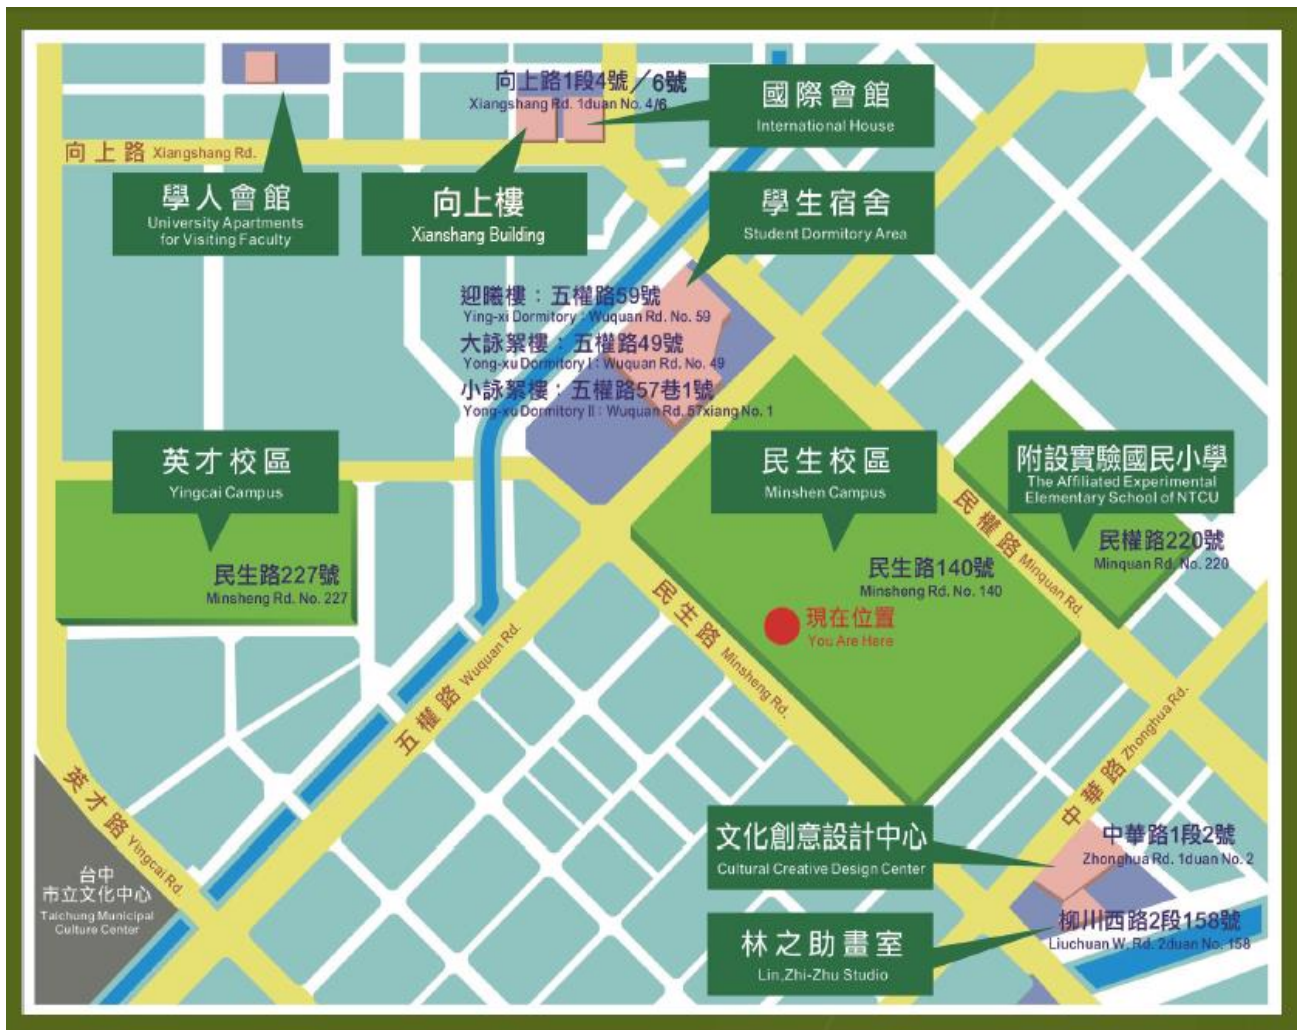 向上路1段4號／6號
Xiangshang Rd. 1duan No. 4/6
國際會館
International House
向上路 Xiangshang Rd.
學人會館
University Apartments
for Visiting Faculty
向上樓
Xianshang Building
學生宿舍
Student Dormitory Area
迎曦樓：五權路59號
Ying-xi Dormitory：Wuquan Rd. No. 59
大詠絮樓：五權路49號
Yong-xu Dormitory I：Wuquan Rd. No. 49
小詠絮樓：五權路57巷1號
Yong-xu Dormitory II：Wuquan Rd. 57xiang No. 1
英才校區
Yingcai Campus
民生校區
Minshen Campus
附設實驗國民小學
The Affiliated Experimental
Elementary School of NTCU
民權路 Minquan Rd.
民權路220號
Minquan Rd. No. 220
民生路227號
Minsheng Rd. No. 227
民生路140號
Minsheng Rd. No. 140
現在位置
You Are Here
民生路 Minsheng Rd.
五權路 Wuquan Rd.
中華路 Zhonghua Rd.
英才路 Yingcai Rd.
文化創意設計中心
Cultural Creative Design Center
中華路1段2號
Zhonghua Rd. 1duan No. 2
台中
市立文化中心
Taichung Municipal
Culture Center
林之助畫室
Lin,Zhi-Zhu Studio
柳川西路2段158號
Liuchuan W. Rd. 2duan No. 158